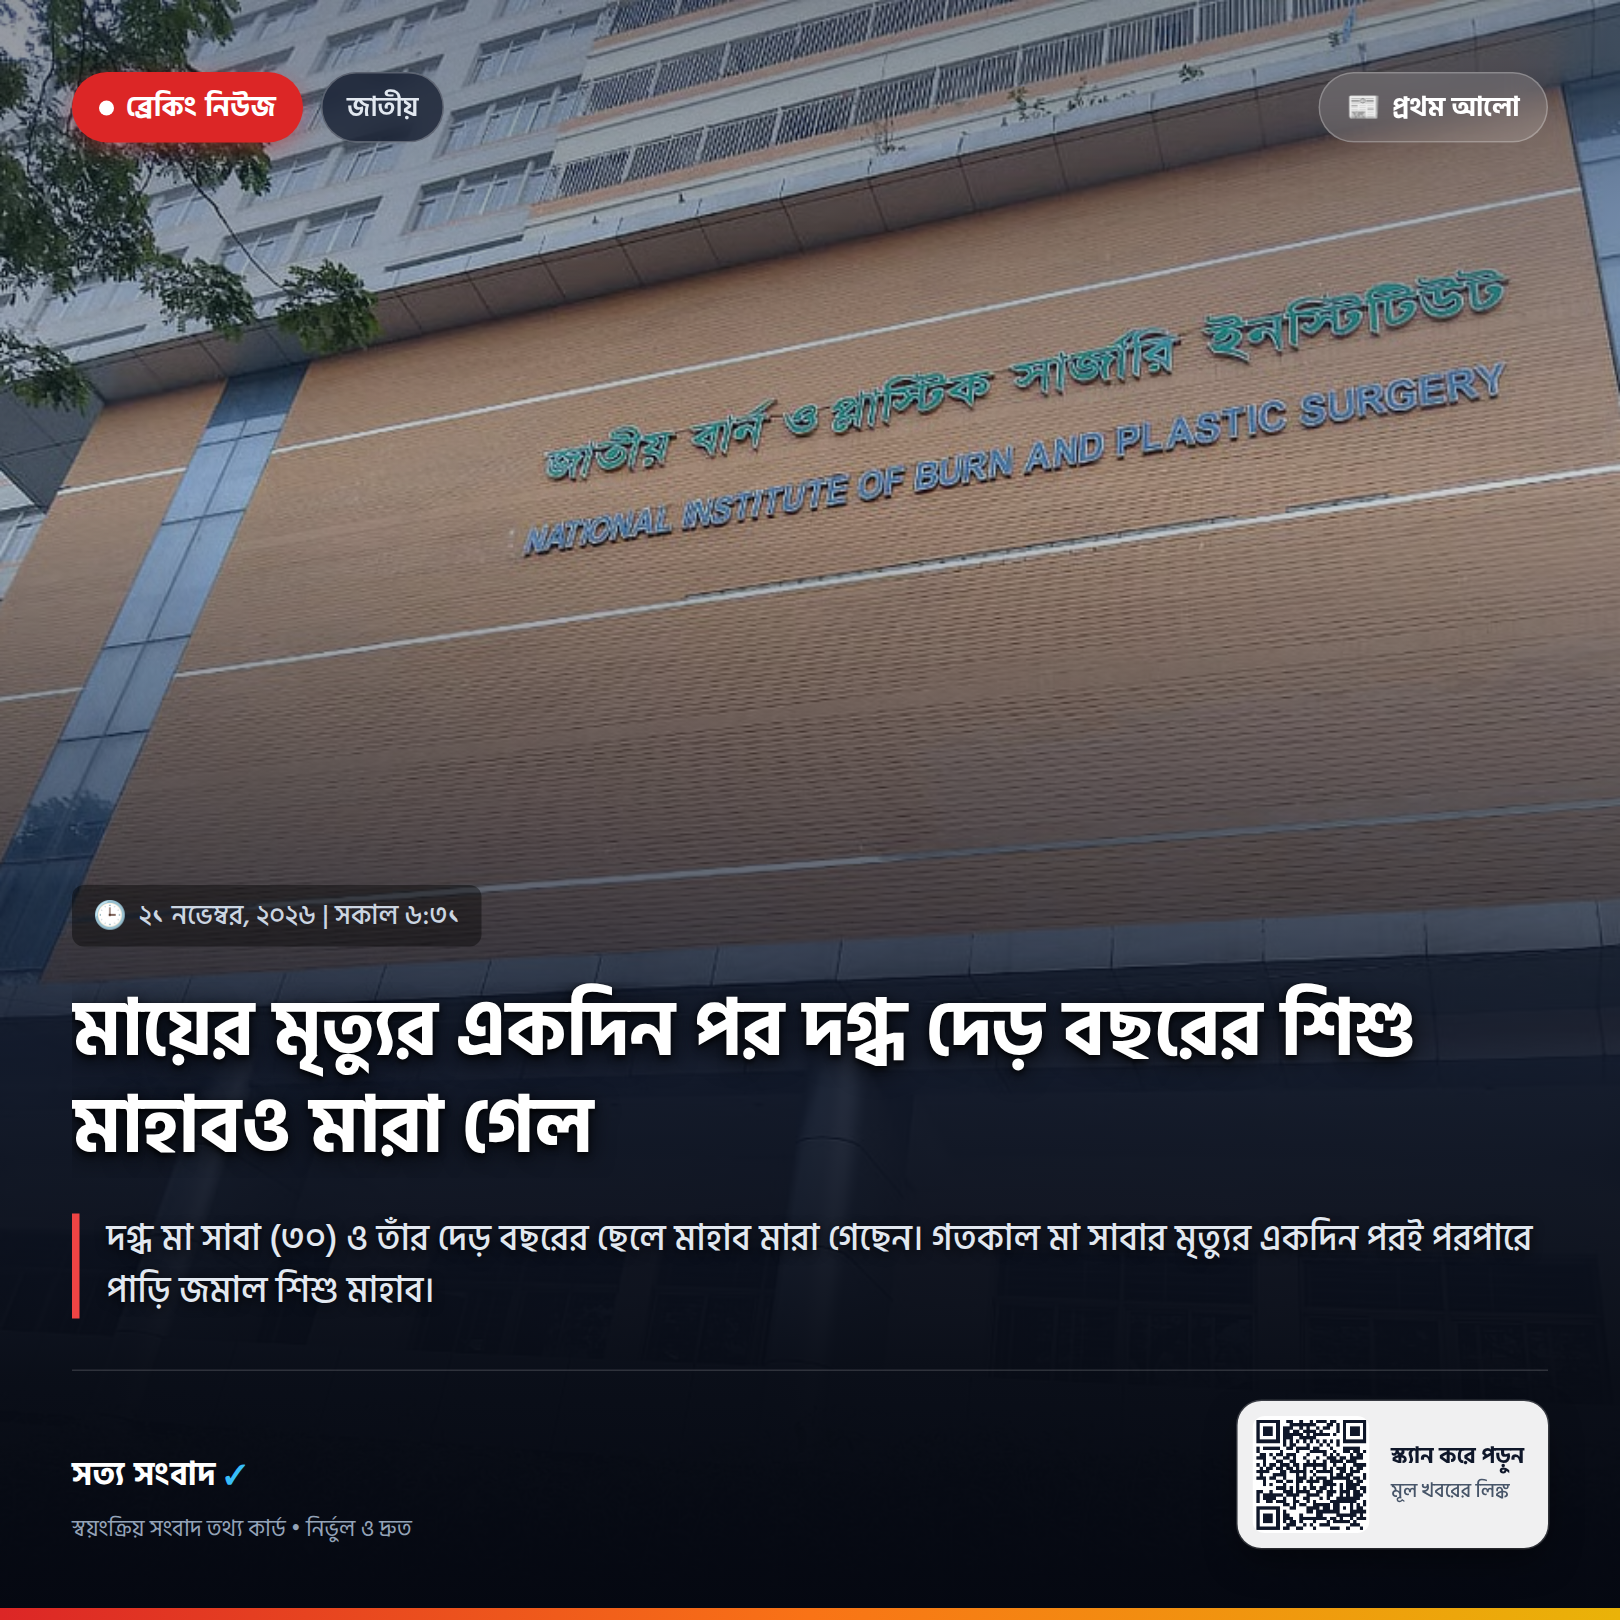 ব্রেকিং নিউজ
জাতীয়
প্রথম আলো
জাতীয় বার্ন ও প্লাস্টিক সার্জারি ইনস্টিটিউট
NATIONAL INSTITUTE OF BURN AND PLASTIC SURGERY
২১ নভেম্বর, ২০২৬ | সকাল ৬:৩১
মায়ের মৃত্যুর একদিন পর দগ্ধ দেড় বছরের শিশু
মাহাবও মারা গেল
দগ্ধ মা সাবা (৩০) ও তাঁর দেড় বছরের ছেলে মাহাব মারা গেছেন। গতকাল মা সাবার মৃত্যুর একদিন পরই পরপারে
পাড়ি জমাল শিশু মাহাব।
সত্য সংবাদ ✓
স্বয়ংক্রিয় সংবাদ তথ্য কার্ড • নির্ভুল ও দ্রুত
স্ক্যান করে পড়ুন
মূল খবরের লিঙ্ক